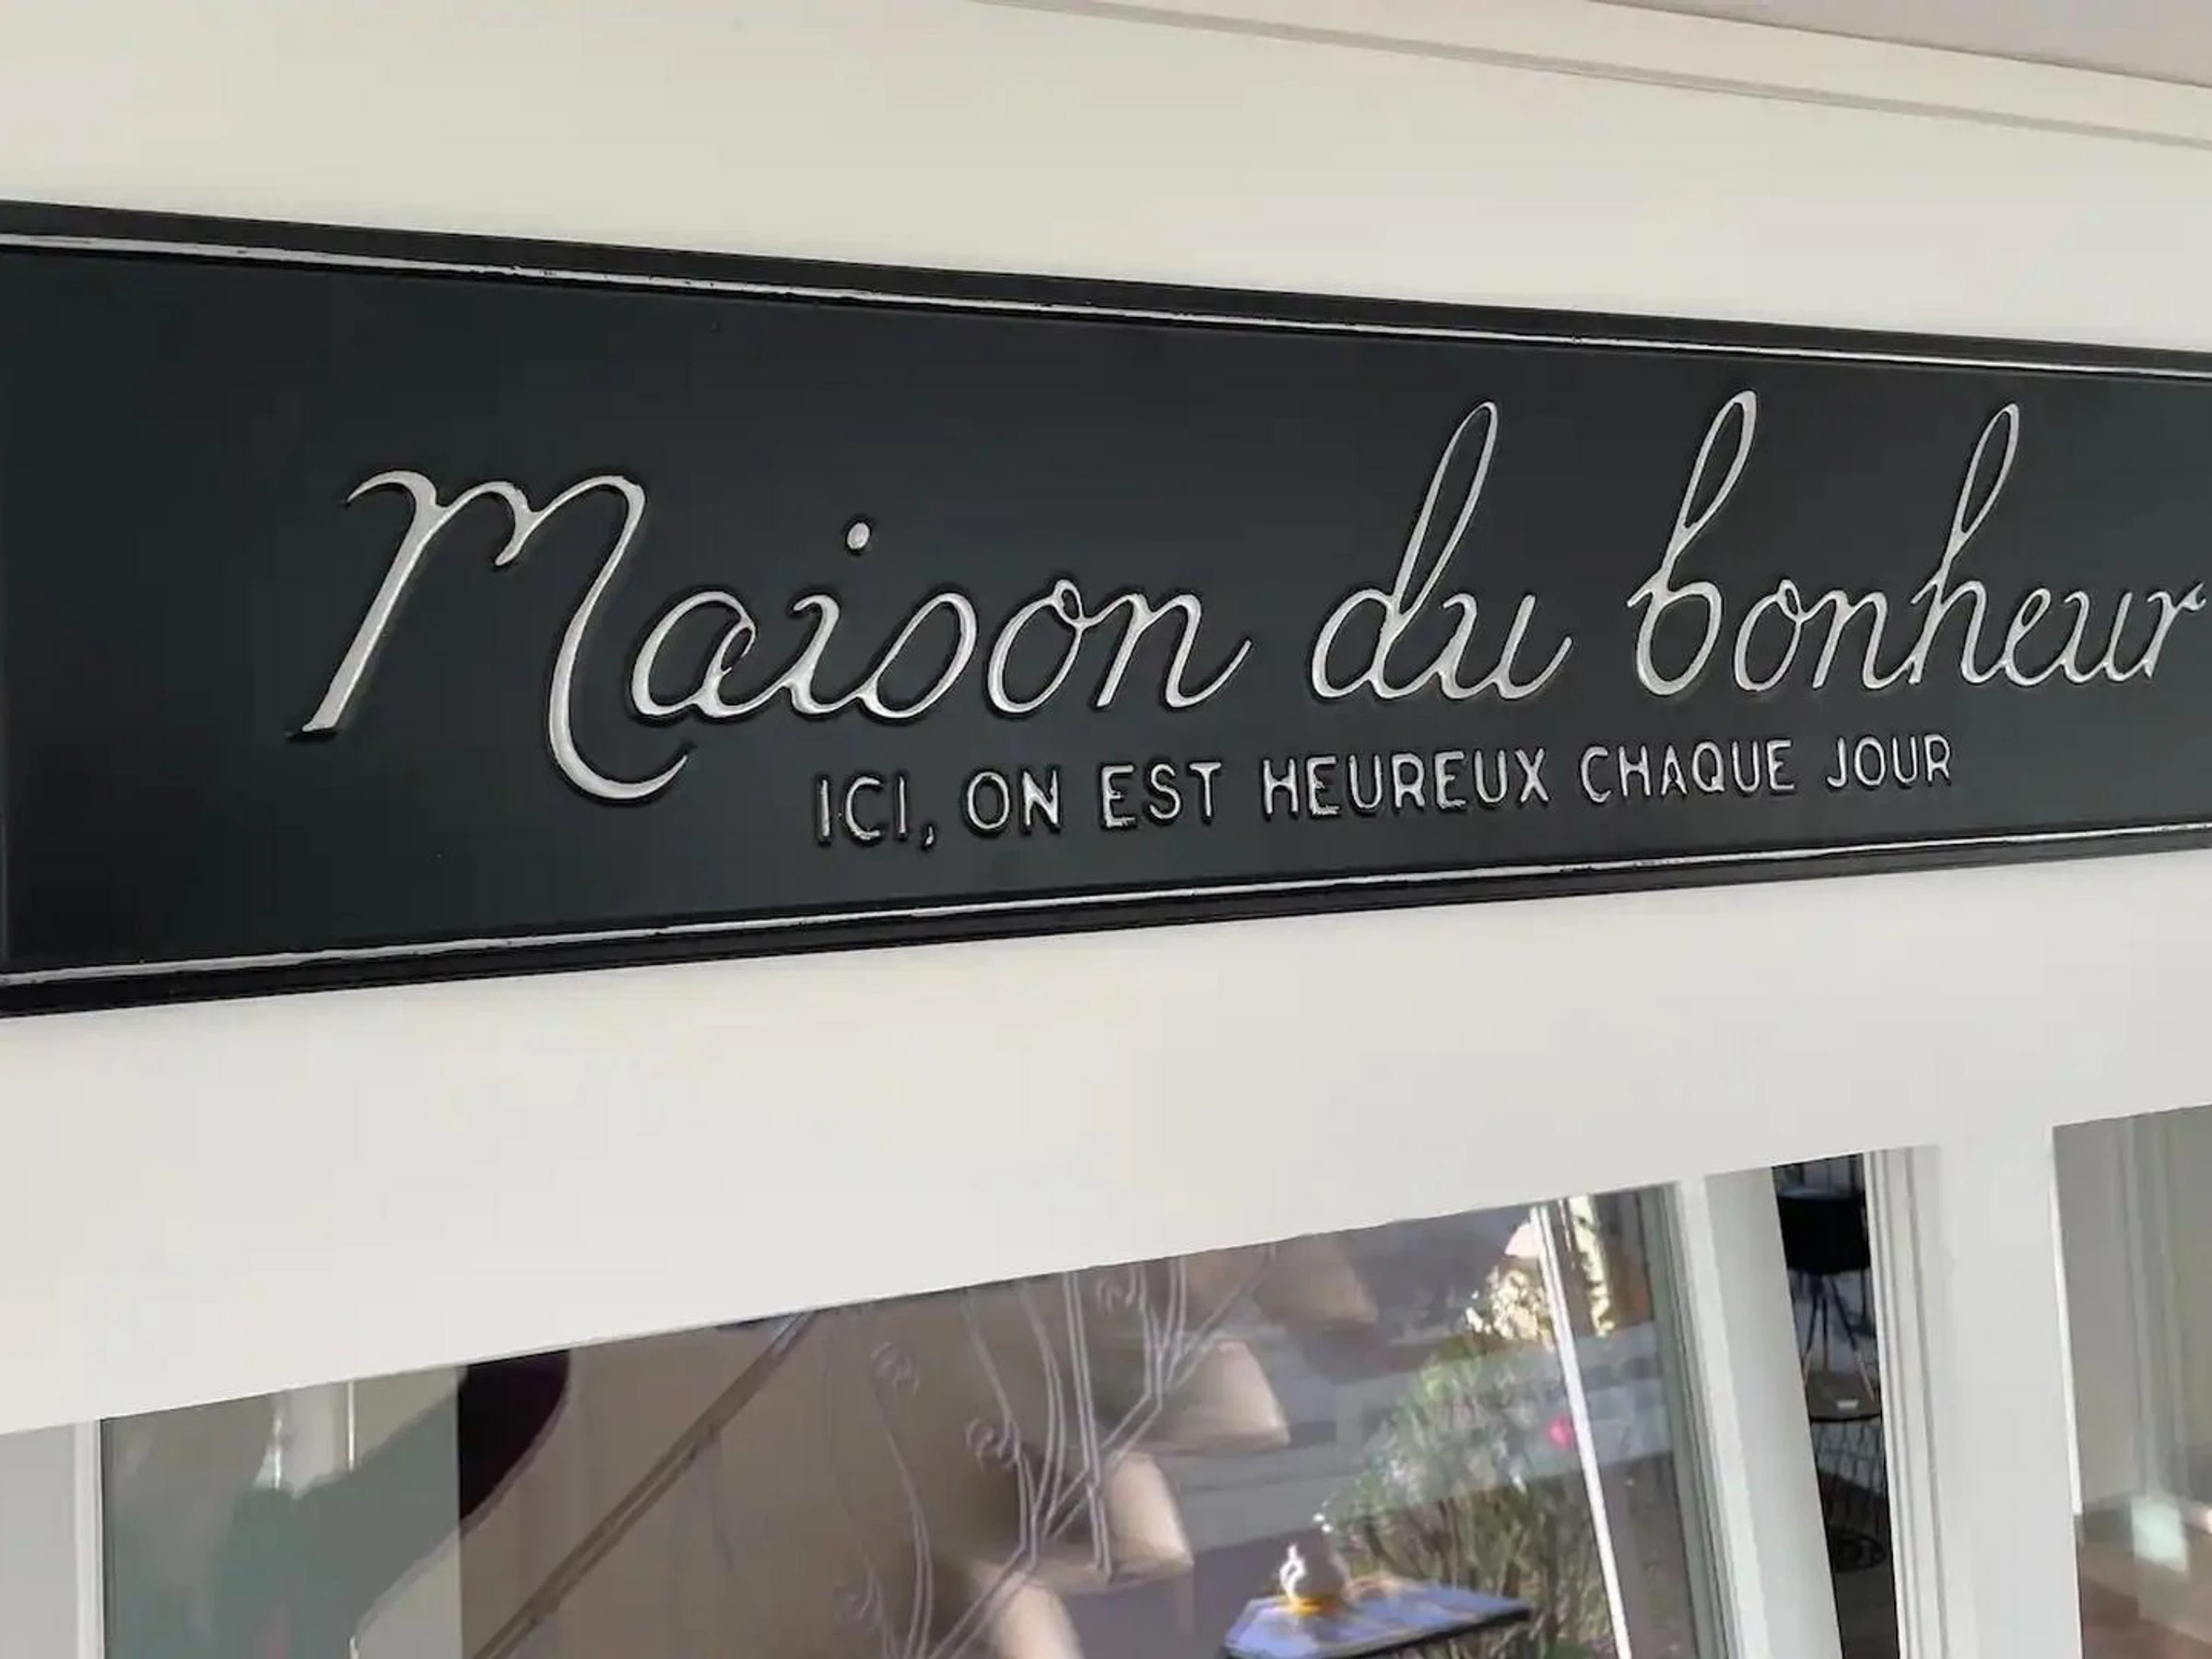 Maison du bonheur
ICI, ON EST HEUREUX CHAQUE JOUR